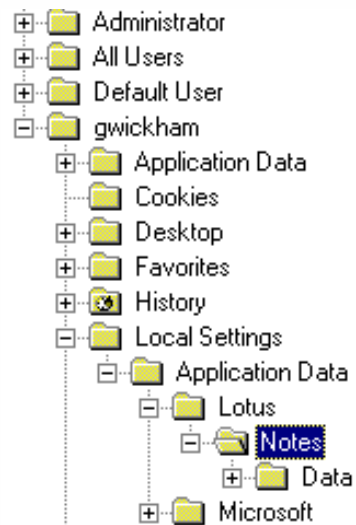 Administrator
All Users
Default User
gwickham
Application Data
Cookies
Desktop
Favorites
History
Local Settings
Application Data
Lotus
Notes
Data
Microsoft